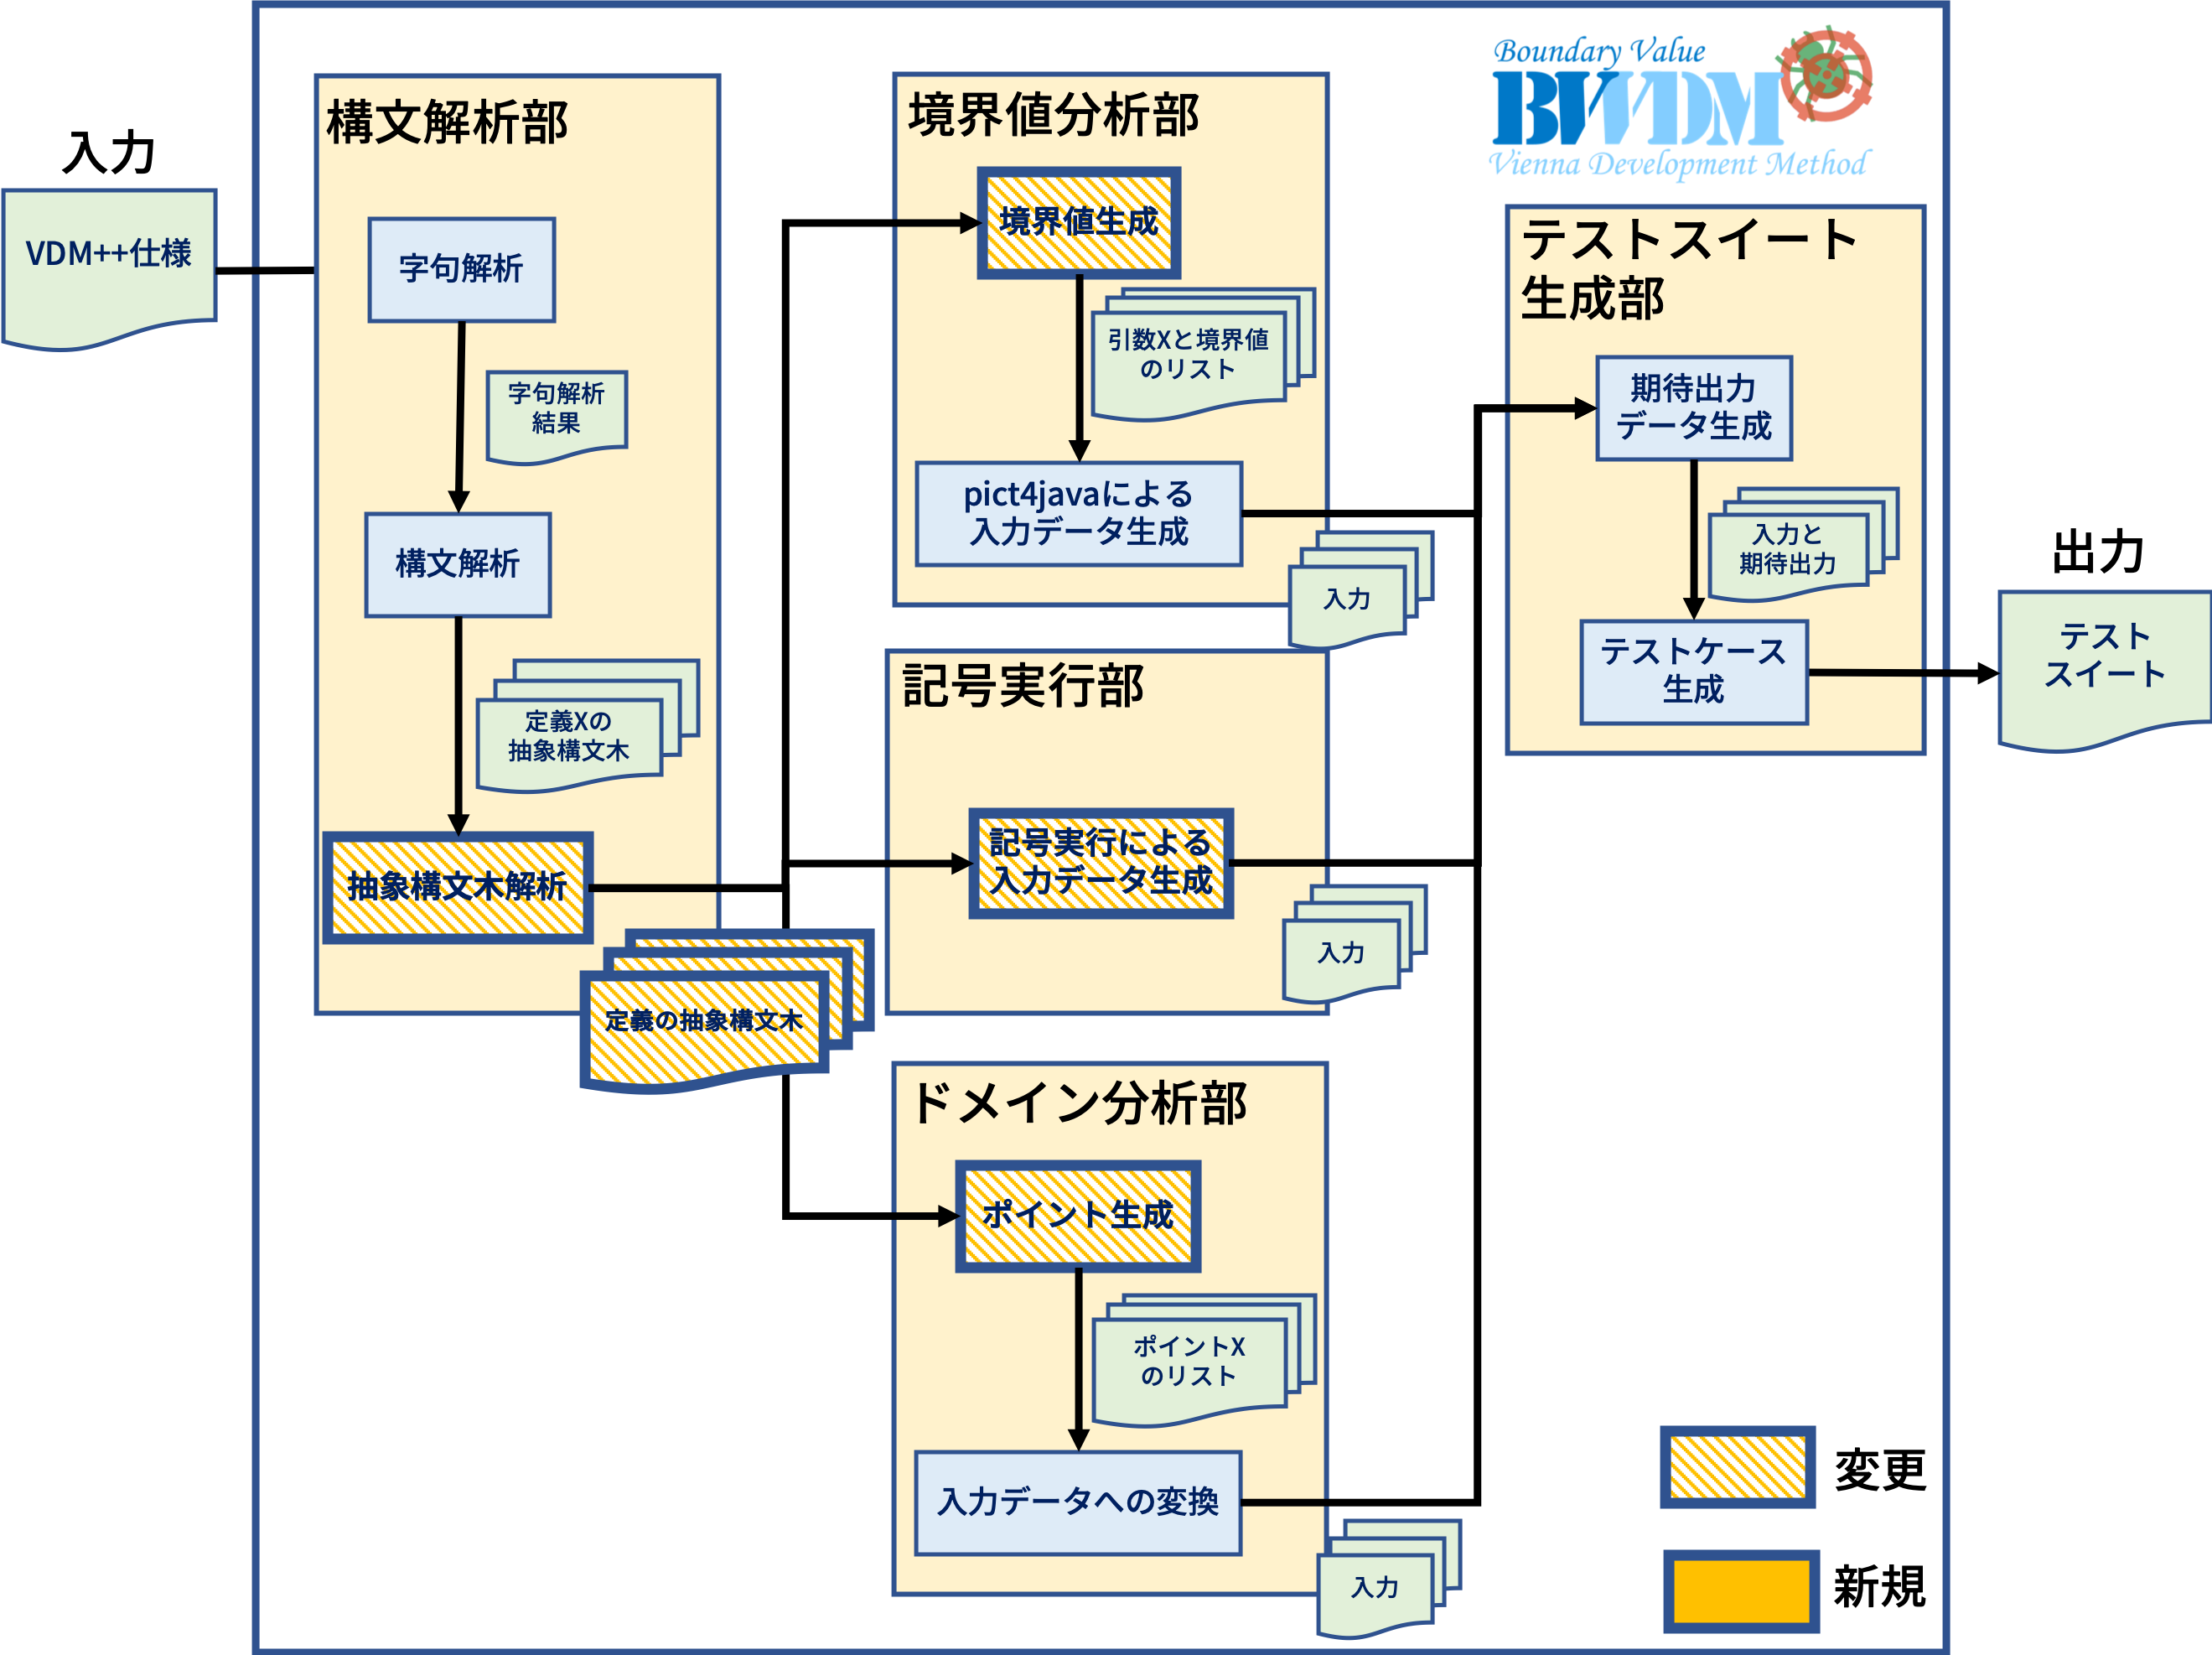 入力
VDM++仕様
構文解析部
字句解析
字句解析
結果
構文解析
定義Xの
抽象構文木
抽象構文木解析
定義の抽象構文木
境界値分析部
境界値生成
引数Xと境界値
のリスト
pict4javaによる
入力データ生成
入力
記号実行部
記号実行による
入力データ生成
入力
ドメイン分析部
ポイント生成
ポイントX
のリスト
入力データへの変換
入力
Boundary Value
BWDM
Vienna Development Method
テストスイート
生成部
期待出力
データ生成
入力と
期待出力
テストケース
生成
出力
テスト
スイート
変更
新規